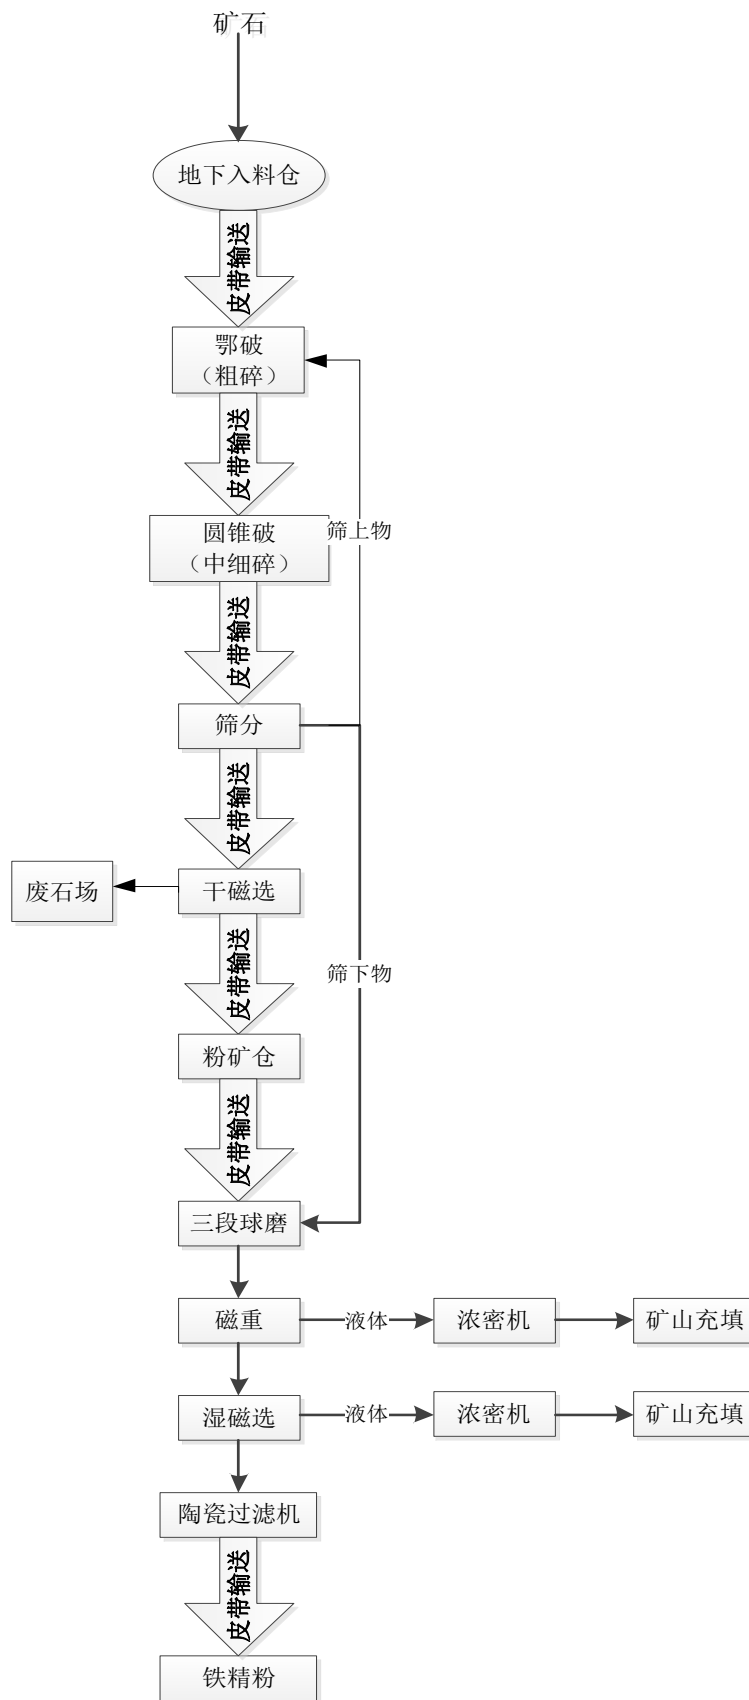 矿石
地下入料仓
皮带输送
鄂破
（粗碎）
皮带输送
圆锥破
（中细碎）
筛上物
皮带输送
筛分
皮带输送
废石场
干磁选
皮带输送
筛下物
粉矿仓
皮带输送
三段球磨
磁重
液体
浓密机
矿山充填
湿磁选
液体
浓密机
矿山充填
陶瓷过滤机
皮带输送
铁精粉